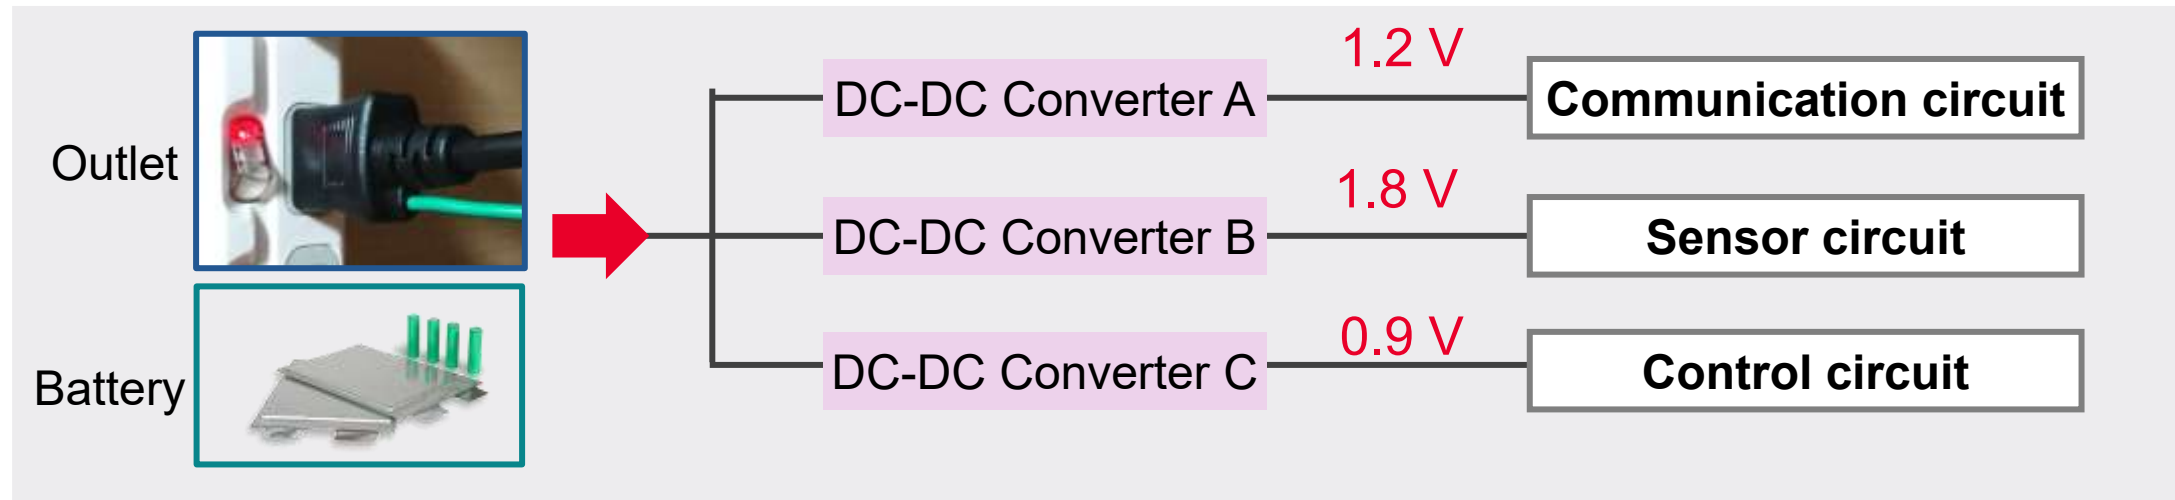 Outlet
Battery
DC-DC Converter A
1.2 V
Communication circuit
DC-DC Converter B
1.8 V
Sensor circuit
DC-DC Converter C
0.9 V
Control circuit